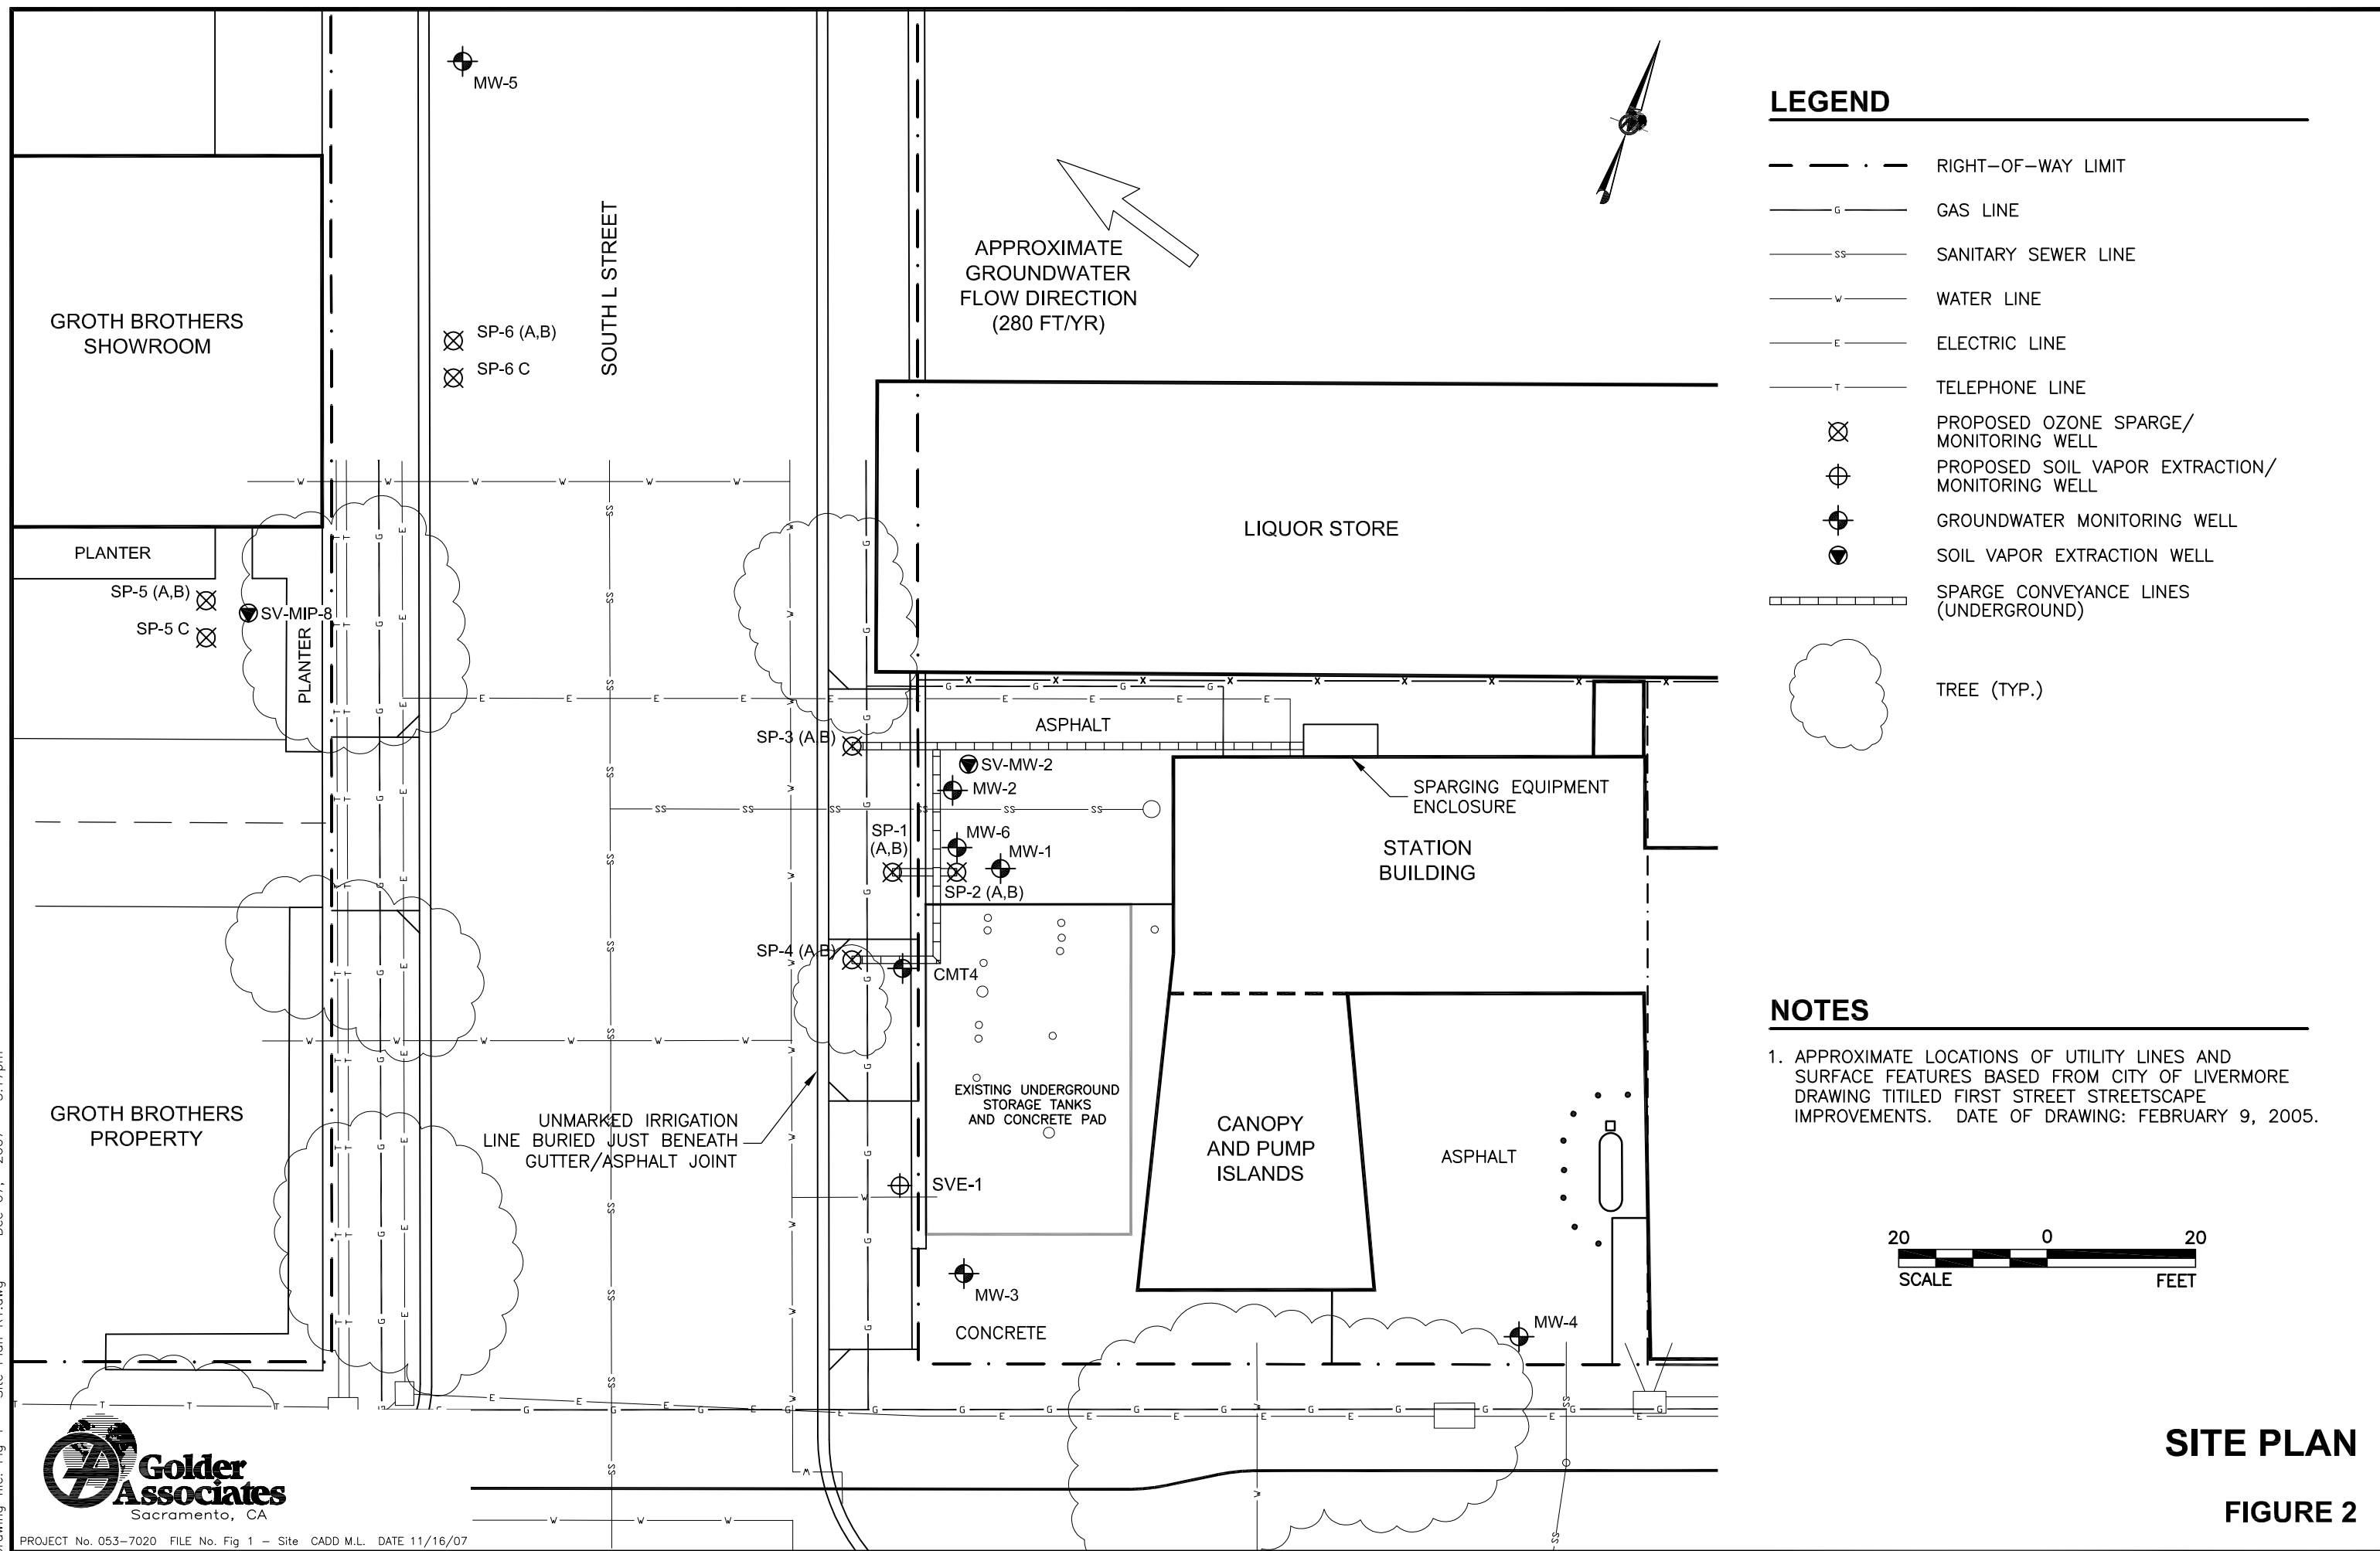 MW-5
GROTH BROTHERS
SHOWROOM
SOUTH L STREET
SP-6 (A,B)
SP-6 C
APPROXIMATE
GROUNDWATER
FLOW DIRECTION
(280 FT/YR)
LIQUOR STORE
PLANTER
SP-5 (A,B)
SP-5 C
SV-MIP-8
PLANTER
ASPHALT
SP-3 (A,B)
SV-MW-2
MW-2
SPARGING EQUIPMENT
ENCLOSURE
SP-1
(A,B)
MW-6
MW-1
SP-2 (A,B)
STATION
BUILDING
SP-4 (A,B)
CMT4
EXISTING UNDERGROUND
STORAGE TANKS
AND CONCRETE PAD
GROTH BROTHERS
PROPERTY
UNMARKED IRRIGATION
LINE BURIED JUST BENEATH
GUTTER/ASPHALT JOINT
CANOPY
AND PUMP
ISLANDS
ASPHALT
SVE-1
MW-3
CONCRETE
MW-4
LEGEND
RIGHT-OF-WAY LIMIT
G GAS LINE
SS SANITARY SEWER LINE
W WATER LINE
E ELECTRIC LINE
T TELEPHONE LINE
PROPOSED OZONE SPARGE/
MONITORING WELL
PROPOSED SOIL VAPOR EXTRACTION/
MONITORING WELL
GROUNDWATER MONITORING WELL
SOIL VAPOR EXTRACTION WELL
SPARGE CONVEYANCE LINES
(UNDERGROUND)
TREE (TYP.)
NOTES
1. APPROXIMATE LOCATIONS OF UTILITY LINES AND
SURFACE FEATURES BASED FROM CITY OF LIVERMORE
DRAWING TITILED FIRST STREET STREETSCAPE
IMPROVEMENTS. DATE OF DRAWING: FEBRUARY 9, 2005.
20 0 20
SCALE FEET
SITE PLAN
FIGURE 2
Golder
Associates
Sacramento, CA
PROJECT No. 053-7020 FILE No. Fig 1 - Site CADD M.L. DATE 11/16/07